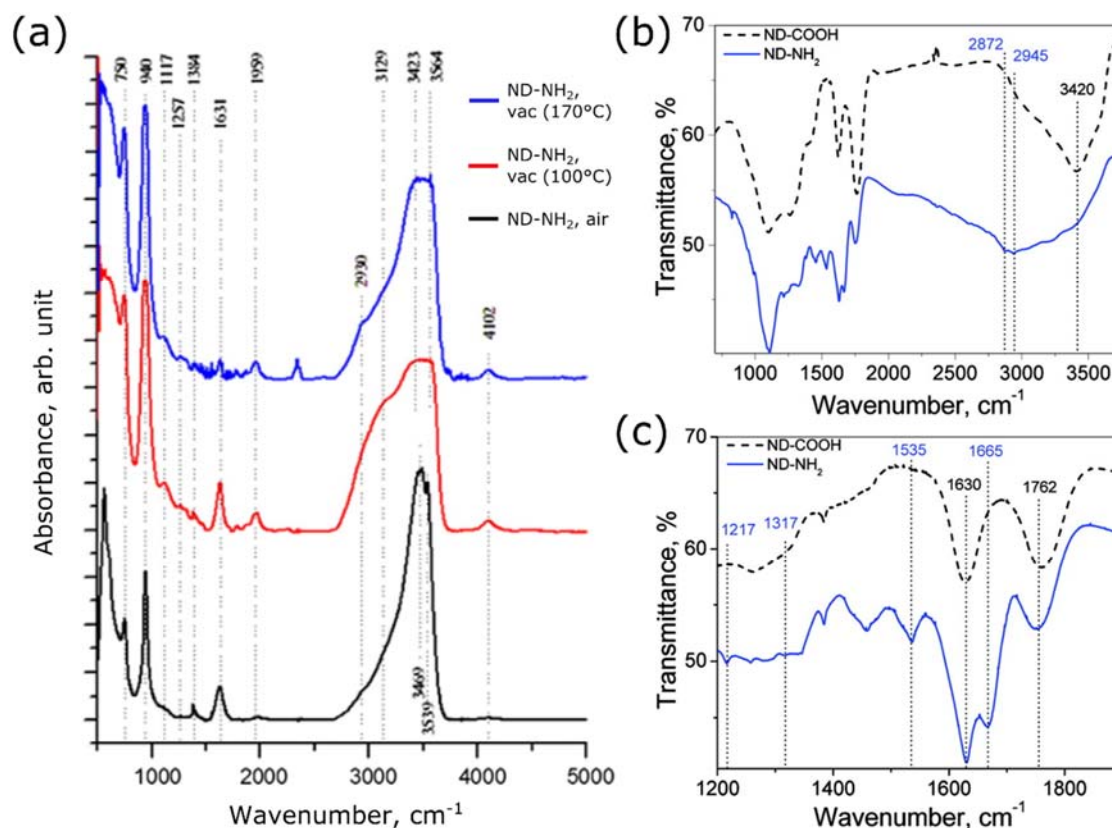 (a)
750
940
1117
1257
1384
1631
1959
3129
3423
3564
ND-NH₂,
vac (170°C)
ND-NH₂,
vac (100°C)
ND-NH₂, air
2930
4102
3469
3539
Absorbance, arb. unit
1000 2000 3000 4000 5000
Wavenumber, cm⁻¹
(b)
70
60
50
ND-COOH
ND-NH₂
2872
2945
3420
Transmittance, %
1000 1500 2000 2500 3000 3500
Wavenumber, cm⁻¹
(c)
70
60
50
ND-COOH
ND-NH₂
1535
1665
1630
1762
1217
1317
Transmittance, %
1200 1400 1600 1800
Wavenumber, cm⁻¹